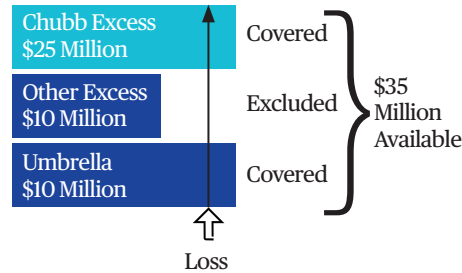 Chubb Excess
$25 Million
Covered
Other Excess
$10 Million
Excluded
Umbrella
$10 Million
Covered
$35
Million
Available
Loss